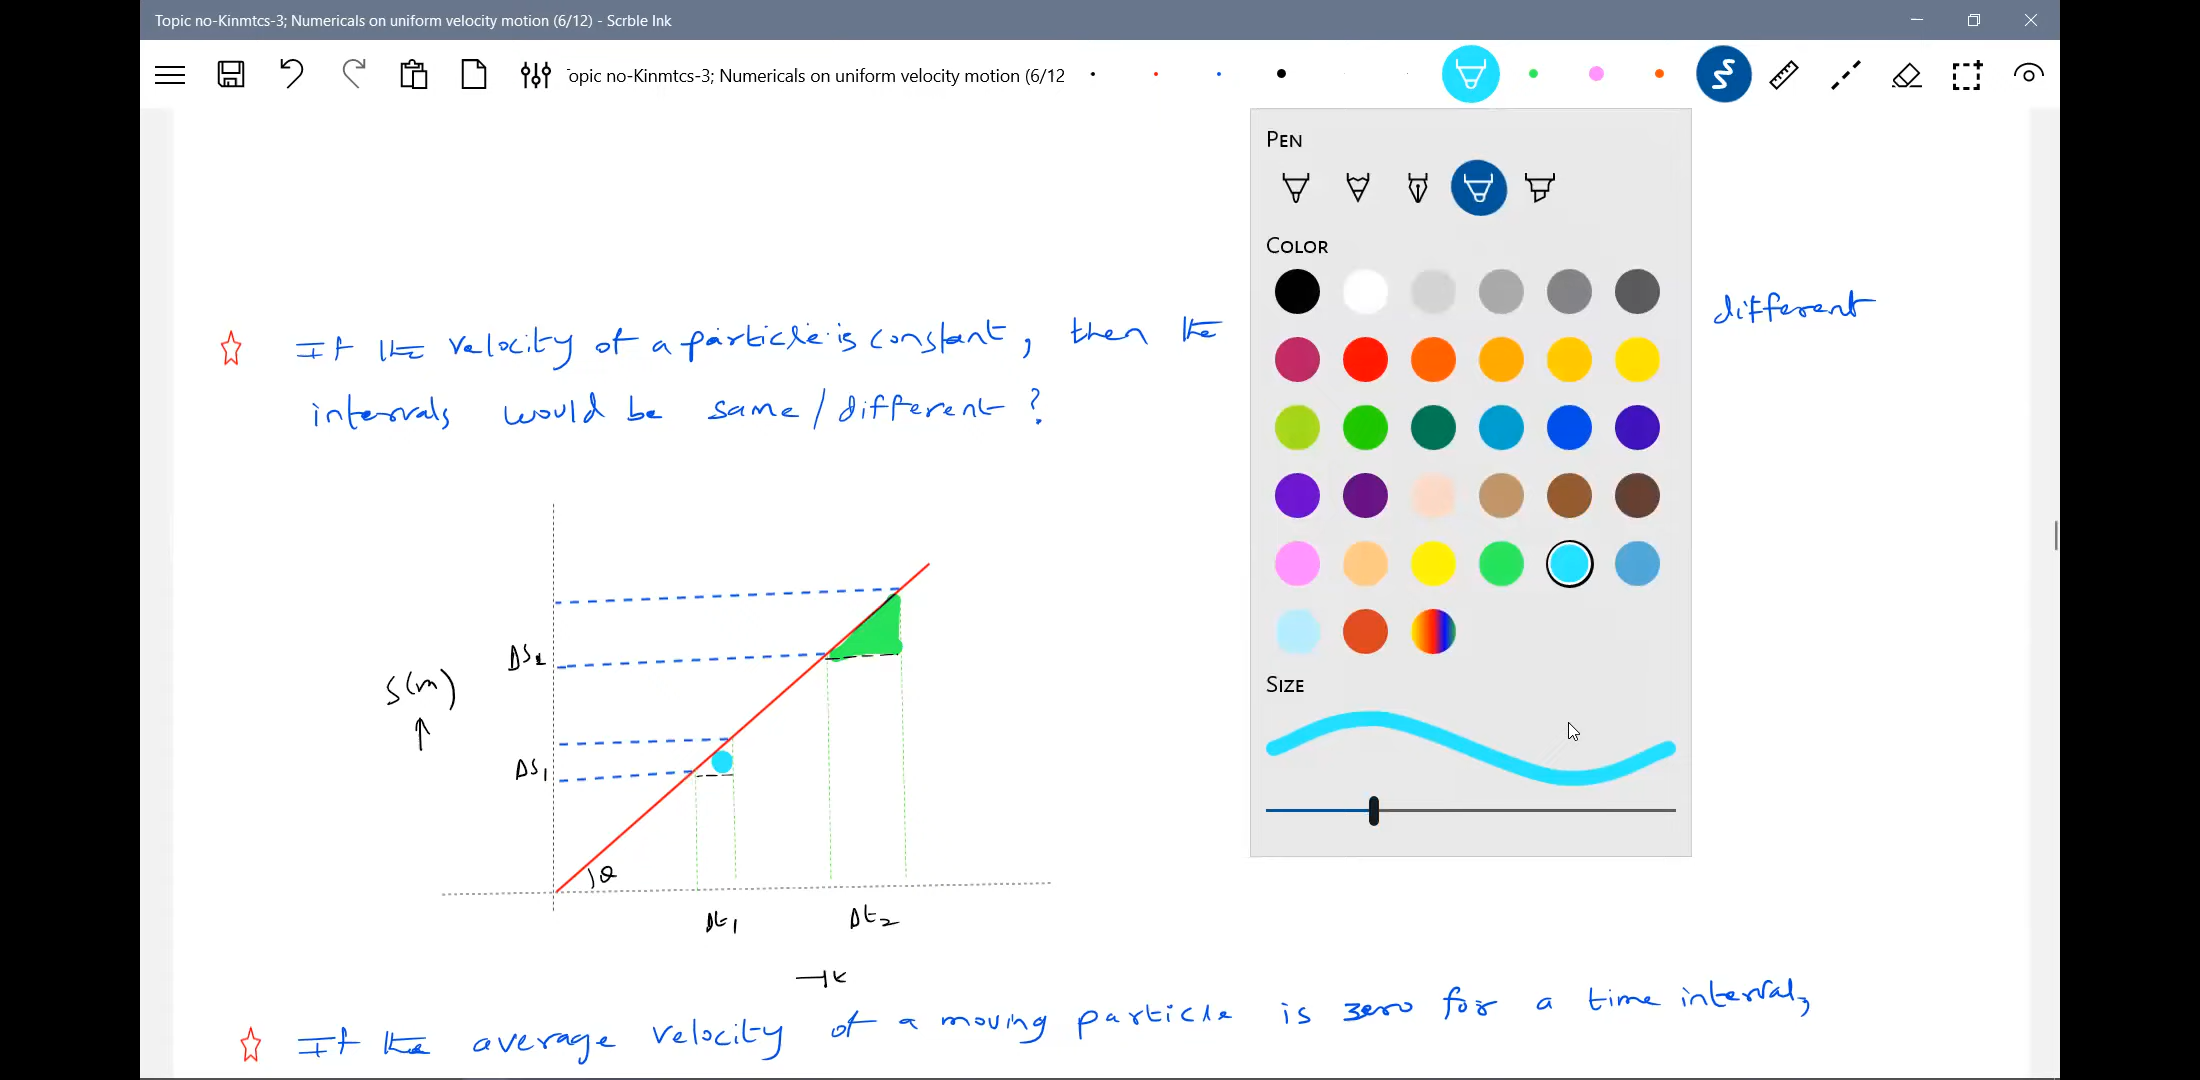 Topic no-Kinmtcs-3; Numericals on uniform velocity motion (6/12) - Scrble Ink
opic no-Kinmtcs-3; Numericals on uniform velocity motion (6/12
PEN
COLOR
If the velocity of a particle is constant, then the different
intervals would be same/different?
SIZE
ΔS2
S(m)
ΔS1
θ
Δt1 Δt2
→t
If the average velocity of a moving particle is zero for a time interval,